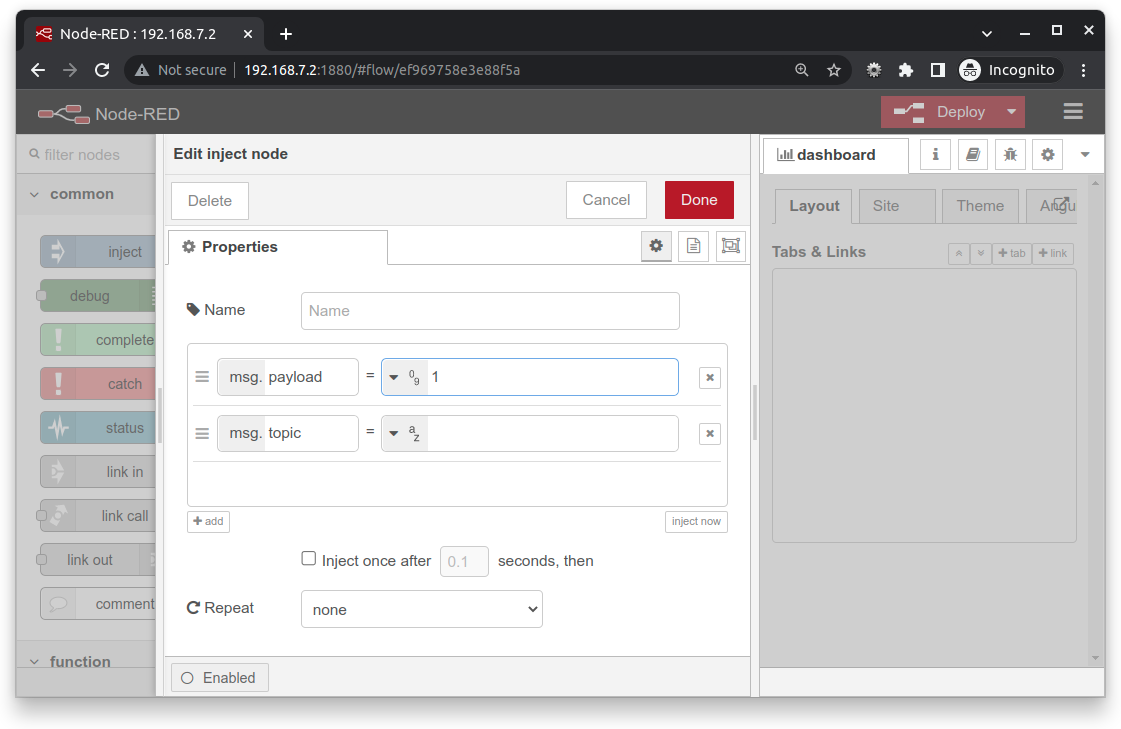 Node-RED : 192.168.7.2
Not secure 192.168.7.2:1880/#flow/ef969758e3e88f5a Incognito
Node-RED Deploy
filter nodes
common
inject
debug
complete
catch
status
link in
link call
link out
comment
function
Edit inject node
Delete Cancel Done
Properties
Name Name
msg. payload = 0 9 1
msg. topic = a z
add inject now
Inject once after 0.1 seconds, then
Repeat none
Enabled
dashboard i
Layout Site Theme Angu
Tabs & Links + tab + link